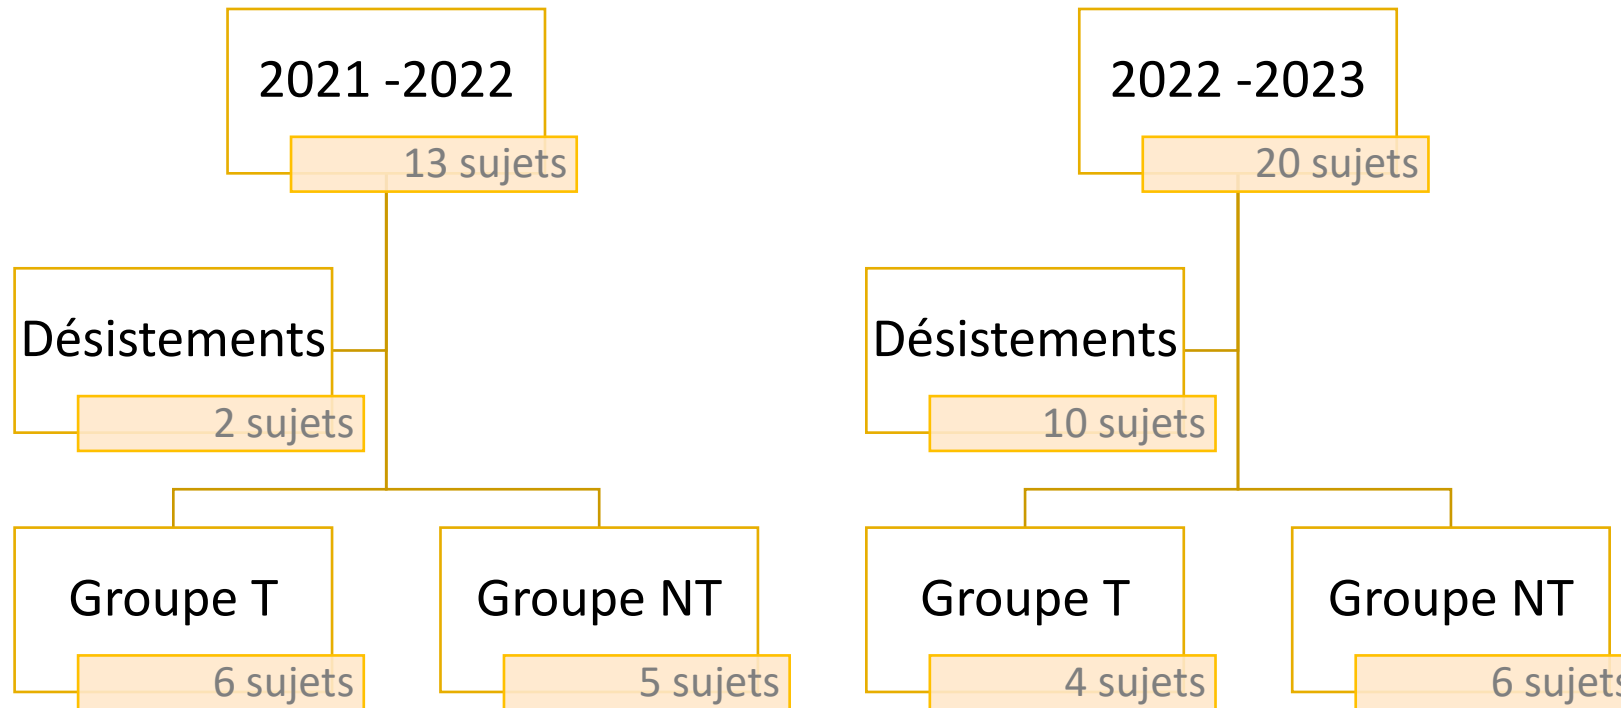 2021 -2022
13 sujets
Désistements
2 sujets
Groupe T
6 sujets
Groupe NT
5 sujets
2022 -2023
20 sujets
Désistements
10 sujets
Groupe T
4 sujets
Groupe NT
6 sujets